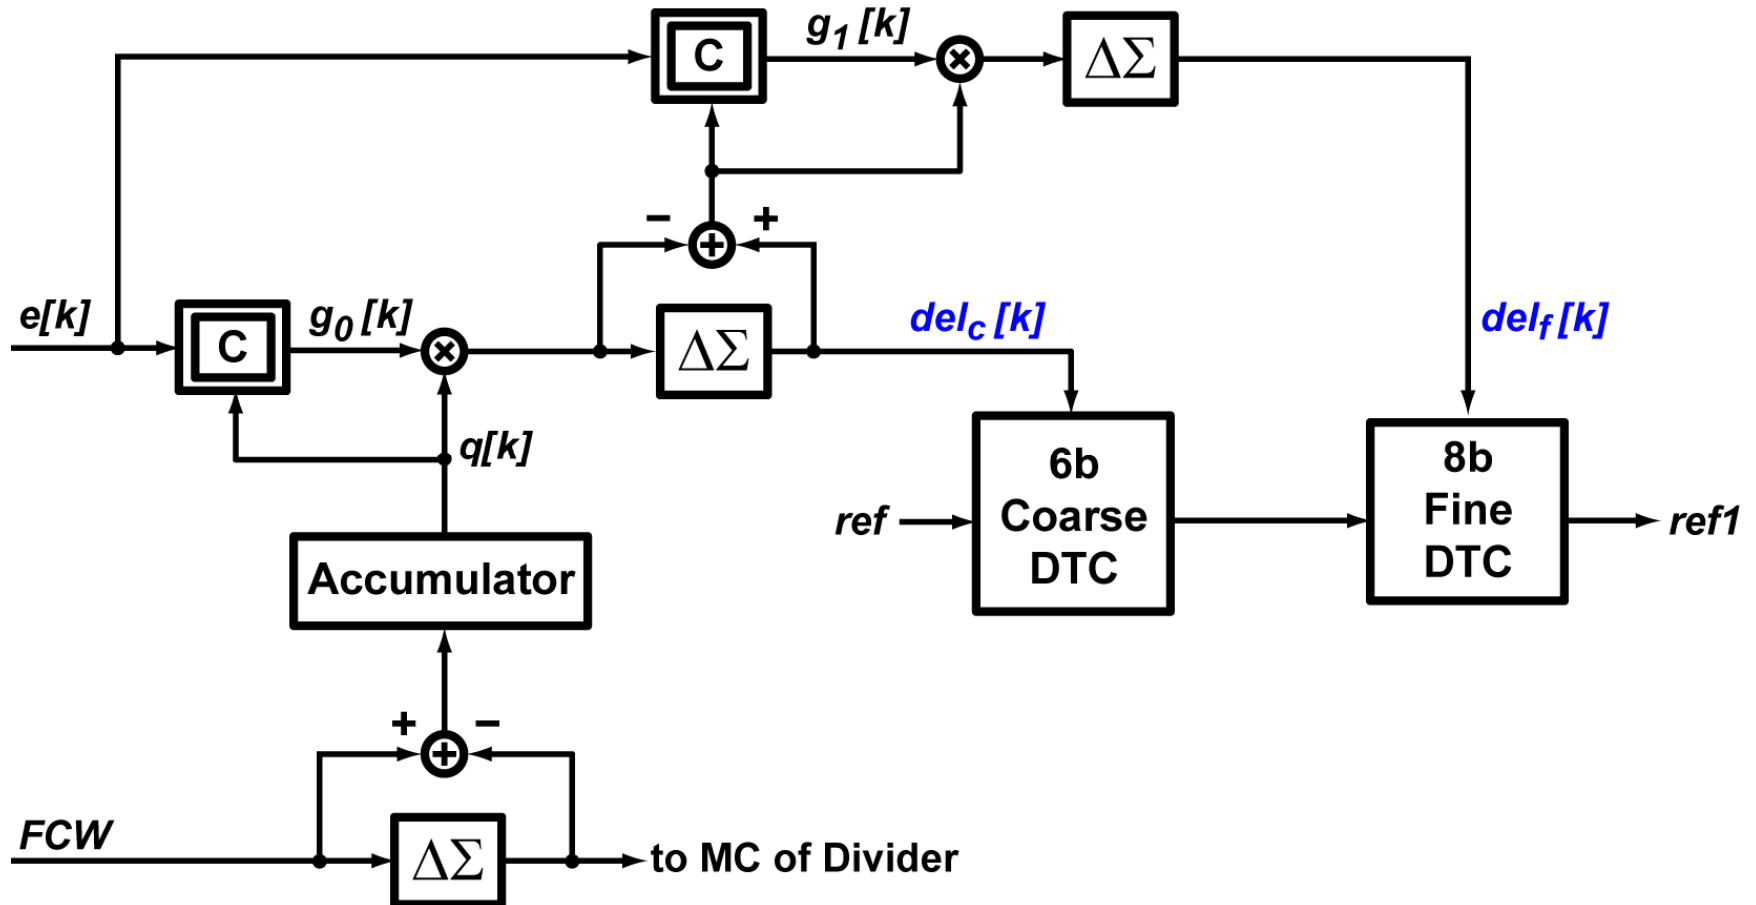 C
g1 [k]
ΔΣ
− +
e[k]
C
g0 [k]
ΔΣ
delc [k]
delf [k]
q[k]
ref
6b
Coarse
DTC
8b
Fine
DTC
ref1
Accumulator
+ −
FCW
ΔΣ
to MC of Divider